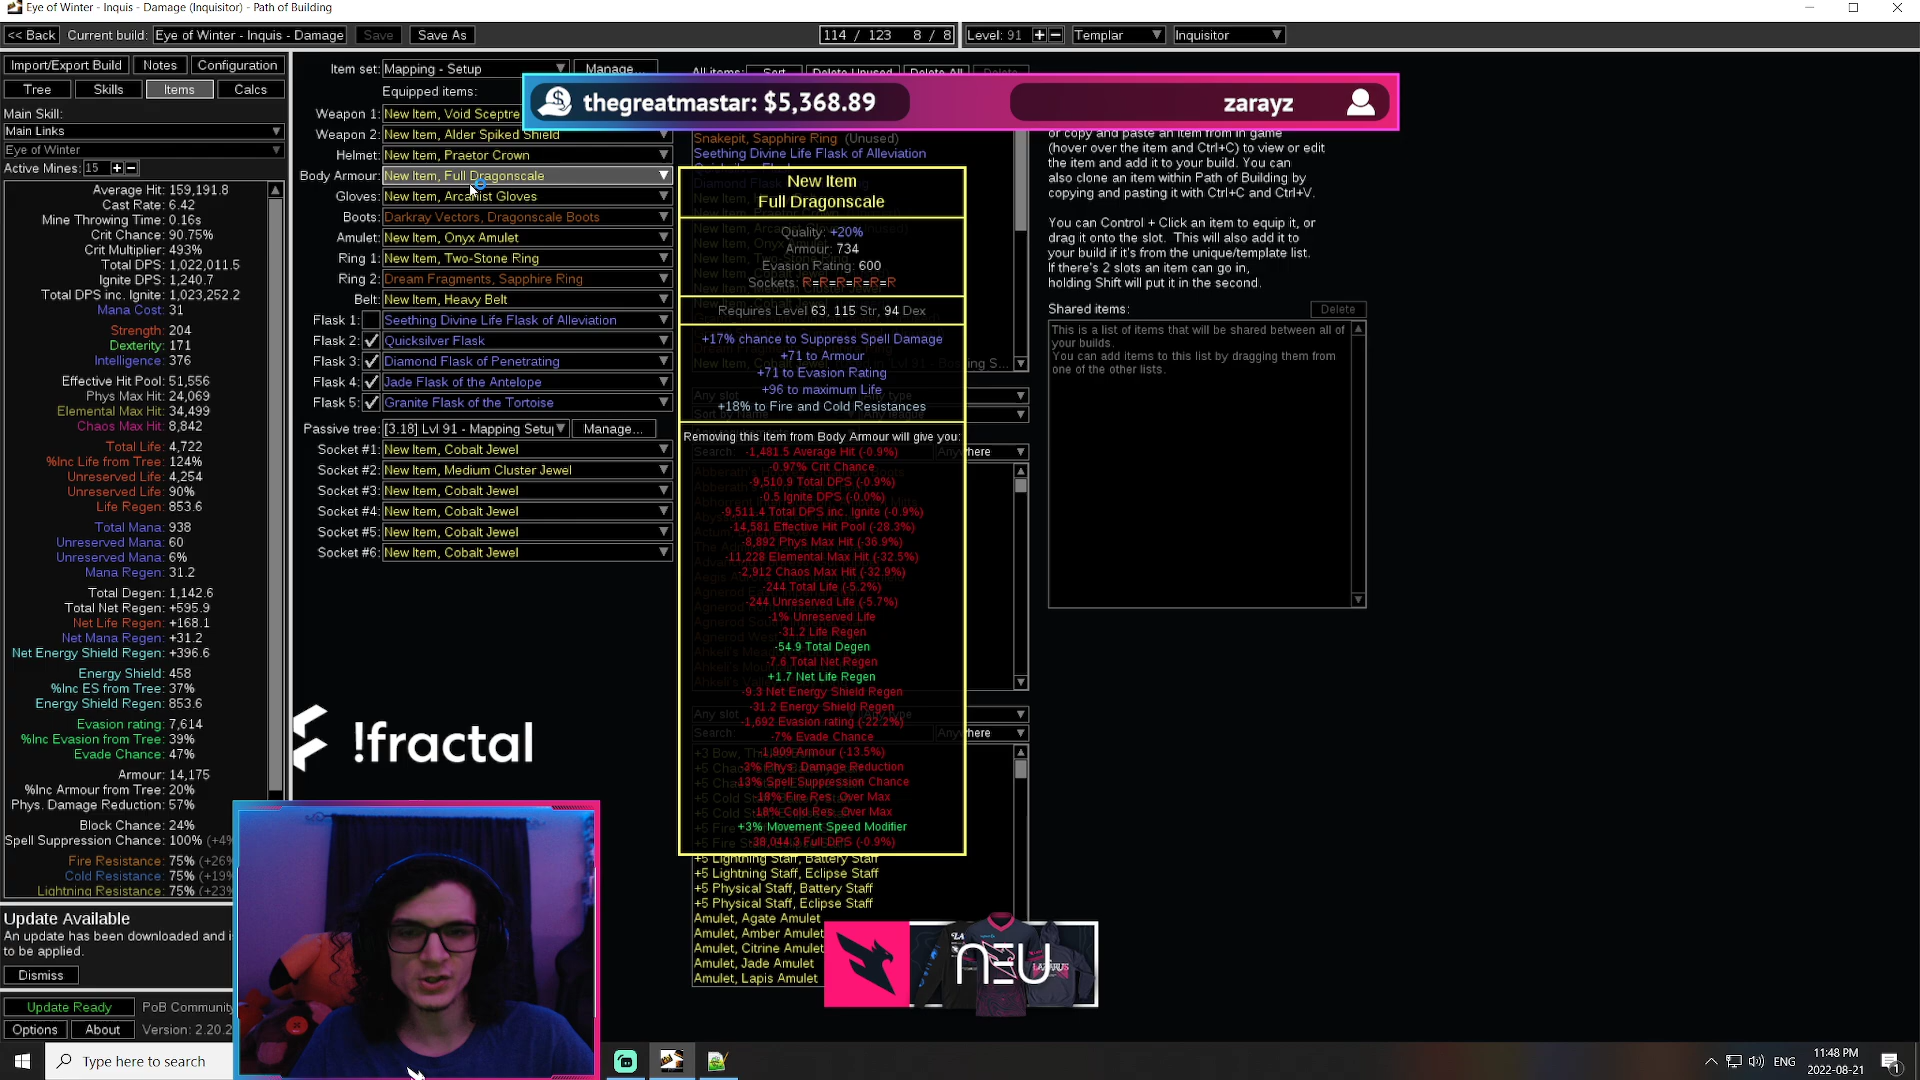 Eye of Winter - Inquis - Damage (Inquisitor) - Path of Building
<< Back
Current build:
Eye of Winter - Inquis - Damage
Save
Save As
114 / 123 8 / 8
Level: 91
Templar
Inquisitor
Import/Export Build
Notes
Configuration
Tree
Skills
Items
Calcs
Main Skill:
Main Links
Eye of Winter
Active Mines: 15
Average Hit: 159,191.8
Cast Rate: 6.42
Mine Throwing Time: 0.16s
Crit Chance: 90.75%
Crit Multiplier: 493%
Total DPS: 1,022,011.5
Ignite DPS: 1,240.7
Total DPS inc. Ignite: 1,023,252.2
Mana Cost: 31
Strength: 204
Dexterity: 171
Intelligence: 376
Effective Hit Pool: 51,556
Phys Max Hit: 24,069
Elemental Max Hit: 34,499
Chaos Max Hit: 8,842
Total Life: 4,722
%Inc Life from Tree: 124%
Unreserved Life: 4,254
Unreserved Life: 90%
Life Regen: 853.6
Total Mana: 938
Unreserved Mana: 60
Unreserved Mana: 6%
Mana Regen: 31.2
Total Degen: 1,142.6
Total Net Regen: +595.9
Net Life Regen: +168.1
Net Mana Regen: +31.2
Net Energy Shield Regen: +396.6
Energy Shield: 458
%Inc ES from Tree: 37%
Energy Shield Regen: 853.6
Evasion rating: 7,614
%Inc Evasion from Tree: 39%
Evade Chance: 47%
Armour: 14,175
%Inc Armour from Tree: 20%
Phys. Damage Reduction: 57%
Block Chance: 24%
Spell Suppression Chance: 100% (+4%
Fire Resistance: 75% (+26%
Cold Resistance: 75% (+19%
Lightning Resistance: 75% (+23%
Update Available
An update has been downloaded and is
to be applied.
Dismiss
Update Ready
PoB Community
Options
About
Version: 2.20.2
Item set:
Mapping - Setup
Manage...
Equipped items:
Weapon 1: New Item, Void Sceptre
Weapon 2: New Item, Alder Spiked Shield
Helmet: New Item, Praetor Crown
Body Armour: New Item, Full Dragonscale
Gloves: New Item, Arcanist Gloves
Boots: Darkray Vectors, Dragonscale Boots
Amulet: New Item, Onyx Amulet
Ring 1: New Item, Two-Stone Ring
Ring 2: Dream Fragments, Sapphire Ring
Belt: New Item, Heavy Belt
Flask 1: Seething Divine Life Flask of Alleviation
Flask 2: Quicksilver Flask
Flask 3: Diamond Flask of Penetrating
Flask 4: Jade Flask of the Antelope
Flask 5: Granite Flask of the Tortoise
Passive tree: [3.18] Lvl 91 - Mapping Setup
Manage...
Socket #1: New Item, Cobalt Jewel
Socket #2: New Item, Medium Cluster Jewel
Socket #3: New Item, Cobalt Jewel
Socket #4: New Item, Cobalt Jewel
Socket #5: New Item, Cobalt Jewel
Socket #6: New Item, Cobalt Jewel
!fractal
All items:
Sort
Delete Unused
Delete All
Delete
thegreatmastar: $5,368.89
zarayz
Snakepit, Sapphire Ring (Unused)
Seething Divine Life Flask of Alleviation
New Item
Full Dragonscale
Quality: +20%
Armour: 734
Evasion Rating: 600
Sockets: R=R=R=R=R=R
Requires Level 63, 115 Str, 94 Dex
+17% chance to Suppress Spell Damage
+71 to Armour
+71 to Evasion Rating
+96 to maximum Life
+18% to Fire and Cold Resistances
Removing this item from Body Armour will give you:
-1,481.5 Average Hit (-0.9%)
-0.97% Crit Chance
-9,510.9 Total DPS (-0.9%)
-0.5 Ignite DPS (-0.0%)
-9,511.4 Total DPS inc. Ignite (-0.9%)
-14,581 Effective Hit Pool (-28.3%)
-8,892 Phys Max Hit (-36.9%)
-11,228 Elemental Max Hit (-32.5%)
-2,912 Chaos Max Hit (-32.9%)
-244 Total Life (-5.2%)
-244 Unreserved Life (-5.7%)
-1% Unreserved Life
-31.2 Life Regen
-54.9 Total Degen
-7.6 Total Net Regen
+1.7 Net Life Regen
-9.3 Net Energy Shield Regen
-31.2 Energy Shield Regen
-1,692 Evasion rating (-22.2%)
-7% Evade Chance
-1,909 Armour (-13.5%)
-3% Phys. Damage Reduction
-13% Spell Suppression Chance
-18% Fire Res. Over Max
-18% Cold Res. Over Max
+3% Movement Speed Modifier
-38,044.3 Full DPS (-0.9%)
+5 Lightning Staff, Battery Staff
+5 Lightning Staff, Eclipse Staff
+5 Physical Staff, Battery Staff
+5 Physical Staff, Eclipse Staff
Amulet, Agate Amulet
Amulet, Amber Amulet
Amulet, Citrine Amulet
Amulet, Jade Amulet
Amulet, Lapis Amulet
NEU
LAZARUS
or copy and paste an item from in game
(hover over the item and Ctrl+C) to view or edit
the item and add it to your build. You can
also clone an item within Path of Building by
copying and pasting it with Ctrl+C and Ctrl+V.
You can Control + Click an item to equip it, or
drag it onto the slot. This will also add it to
your build if it's from the unique/template list.
If there's 2 slots an item can go in,
holding Shift will put it in the second.
Shared items:
Delete
This is a list of items that will be shared between all of
your builds.
You can add items to this list by dragging them from
one of the other lists.
Type here to search
ENG
11:48 PM
2022-08-21
1